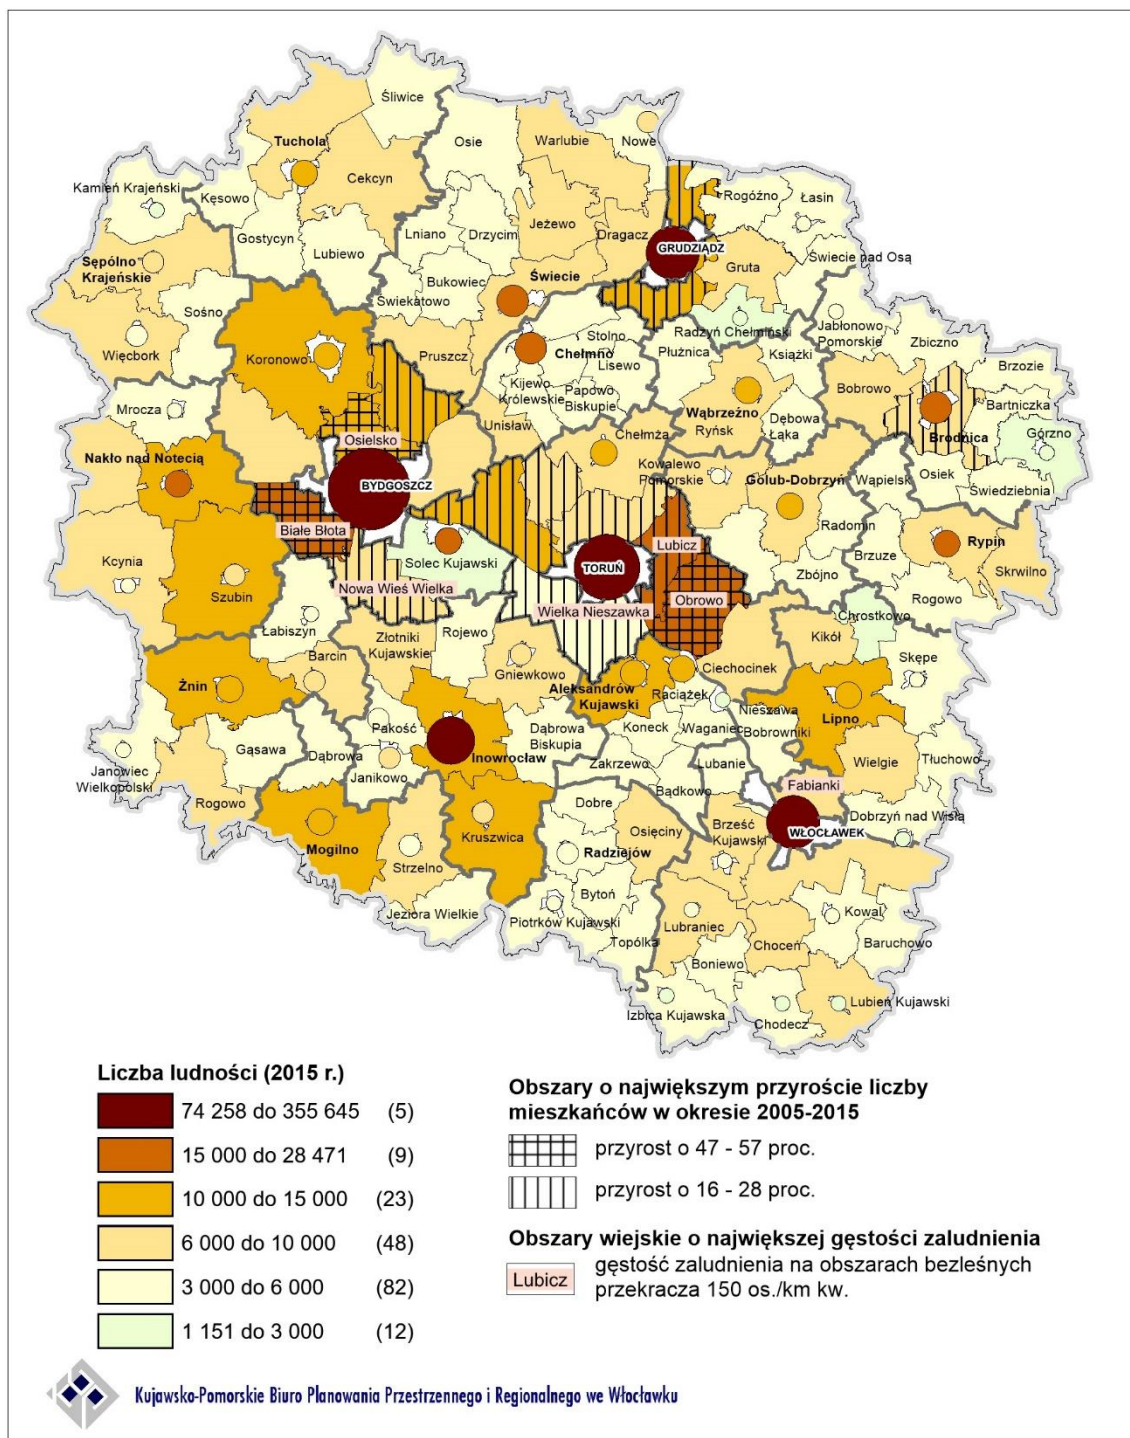 Śliwice
Tuchola
Osie
Warlubie
Nowe
Cekcyn
Kamień Krajeński
Kęsowo
Rogóźno
Łasin
Gostycyn
Lniano
Drzycim
Jeżewo
Dragacz
GRUDZIĄDZ
Lubiewo
Świecie nad Osą
Sępólno
Krajeńskie
Gruta
Bukowiec
Świecie
Świekatowo
Sośno
Radzyń Chełmiński
Jabłonowo
Pomorskie
Więcbork
Koronowo
Pruszcz
Stolno
Chełmno
Lisewo
Płużnica
Książki
Zbiczno
Brzozie
Kijewo
Królewskie
Papowo
Biskupie
Bobrowo
Bartniczka
Mrocza
Wąbrzeźno
Ryńsk
Dębowa
Łąka
Unisław
Chełmża
Brodnica
Górzno
Osielsko
Nakło nad Notecią
BYDGOSZCZ
Kowalewo
Pomorskie
Golub-Dobrzyń
Wąpielsk
Osiek
Świedziebnia
Radomin
Białe Błota
Lubicz
Brzuze
Rypin
Kcynia
Solec Kujawski
TORUŃ
Szubin
Nowa Wieś Wielka
Zbójno
Skrwilno
Obrowo
Rogowo
Wielka Nieszawka
Chrostkowo
Łabiszyn
Złotniki
Kujawskie
Rojewo
Kikół
Barcin
Gniewkowo
Ciechocinek
Skępe
Żnin
Aleksandrów
Kujawski
Raciążek
Nieszawa
Lipno
Pakość
Inowrocław
Dąbrowa
Biskupia
Koneck
Waganiec
Bobrowniki
Gąsawa
Dąbrowa
Janikowo
Zakrzewo
Lubanie
Wielgie
Tłuchowo
Janowiec
Wielkopolski
Bądkowo
Fabianki
Rogowo
Dobre
Dobrzyń nad Wisłą
Kruszwica
Osięciny
Brześć
Kujawski
WŁOCŁAWEK
Mogilno
Radziejów
Strzelno
Bytoń
Jeziora Wielkie
Piotrków Kujawski
Lubraniec
Kowal
Choceń
Topólka
Baruchowo
Boniewo
Izbica Kujawska
Lubień Kujawski
Chodecz
Liczba ludności (2015 r.)
74 258 do 355 645 (5)
15 000 do 28 471 (9)
10 000 do 15 000 (23)
6 000 do 10 000 (48)
3 000 do 6 000 (82)
1 151 do 3 000 (12)
Obszary o największym przyroście liczby
mieszkańców w okresie 2005-2015
przyrost o 47 - 57 proc.
przyrost o 16 - 28 proc.
Obszary wiejskie o największej gęstości zaludnienia
Lubicz
gęstość zaludnienia na obszarach bezleśnych
przekracza 150 os./km kw.
Kujawsko-Pomorskie Biuro Planowania Przestrzennego i Regionalnego we Włocławku